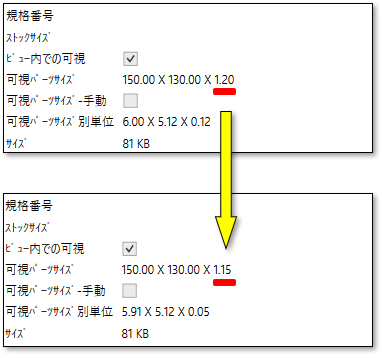 規格番号
ｽﾄｯｸｻｲｽﾞ
ﾋﾞｭｰ内での可視
可視ﾊﾟｰﾂｻｲｽﾞ 150.00 X 130.00 X 1.20
可視ﾊﾟｰﾂｻｲｽﾞ-手動
可視ﾊﾟｰﾂｻｲｽﾞ別単位 6.00 X 5.12 X 0.12
ｻｲｽﾞ 81 KB
規格番号
ｽﾄｯｸｻｲｽﾞ
ﾋﾞｭｰ内での可視
可視ﾊﾟｰﾂｻｲｽﾞ 150.00 X 130.00 X 1.15
可視ﾊﾟｰﾂｻｲｽﾞ-手動
可視ﾊﾟｰﾂｻｲｽﾞ別単位 5.91 X 5.12 X 0.05
ｻｲｽﾞ 81 KB